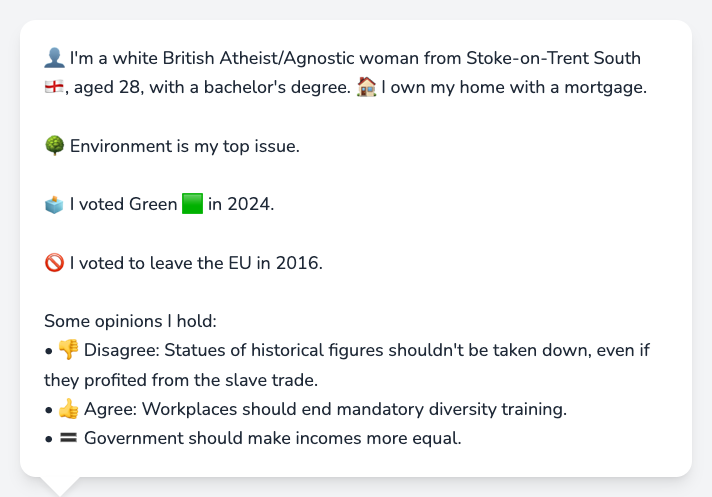 👤 I'm a white British Atheist/Agnostic woman from Stoke-on-Trent South
🏴󠁧󠁢󠁥󠁮󠁧󠁿, aged 28, with a bachelor's degree. 🏠 I own my home with a mortgage.
🌳 Environment is my top issue.
🗳️ I voted Green 🟩 in 2024.
🚫 I voted to leave the EU in 2016.
Some opinions I hold:
• 👎 Disagree: Statues of historical figures shouldn't be taken down, even if
they profited from the slave trade.
• 👍 Agree: Workplaces should end mandatory diversity training.
• 🟰 Government should make incomes more equal.